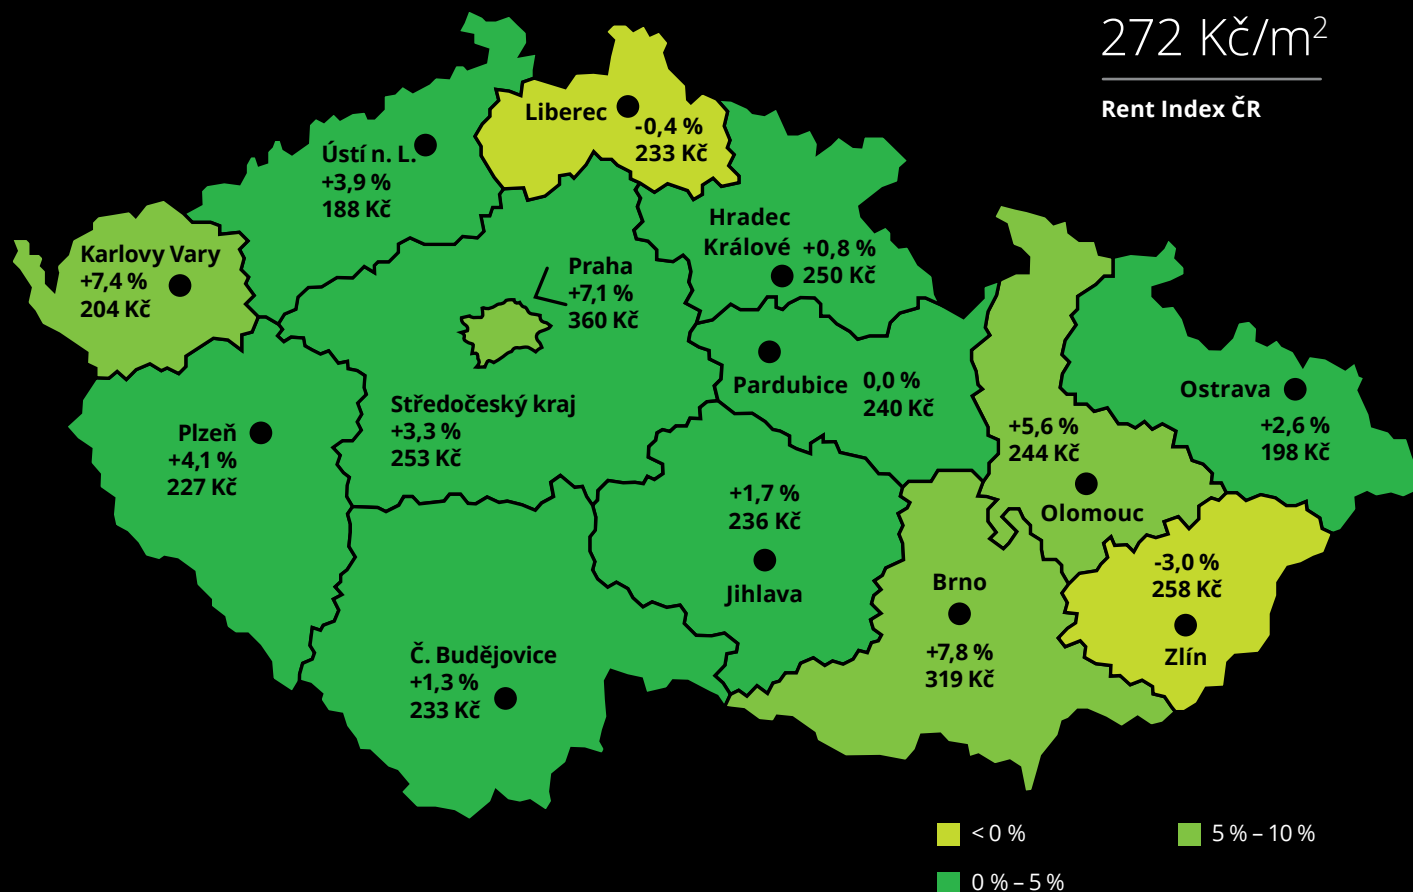 272 Kč/m²
Rent Index ČR
Liberec
-0,4 %
233 Kč
Ústí n. L.
+3,9 %
188 Kč
Hradec
Králové
+0,8 %
250 Kč
Karlovy Vary
+7,4 %
204 Kč
Praha
+7,1 %
360 Kč
Pardubice
0,0 %
240 Kč
Ostrava
+2,6 %
198 Kč
Středočeský kraj
+3,3 %
253 Kč
Plzeň
+4,1 %
227 Kč
+5,6 %
244 Kč
Olomouc
+1,7 %
236 Kč
Jihlava
Brno
+7,8 %
319 Kč
-3,0 %
258 Kč
Zlín
Č. Budějovice
+1,3 %
233 Kč
< 0 %
5 % – 10 %
0 % – 5 %